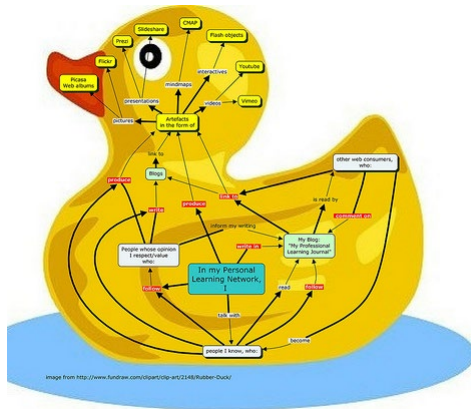 Slideshare
CMAP
Prezi
Flash objects
Flickr
Youtube
interactives
Picasa
Web albums
mindmaps
presentations
videos
Vimeo
pictures
Artefacts
in the form of
link to
Blogs
other web consumers,
who:
produce
link to
is read by
write
produce
comment on
inform my writing
People whose opinion
I respect/value
who:
write in
My Blog:
"My Professional
Learning Journal"
In my Personal
Learning Network,
I
follow
read
follow
talk with
become
people I know, who:
image from http://www.fundraw.com/clipart/clip-art/2148/Rubber-Duck/